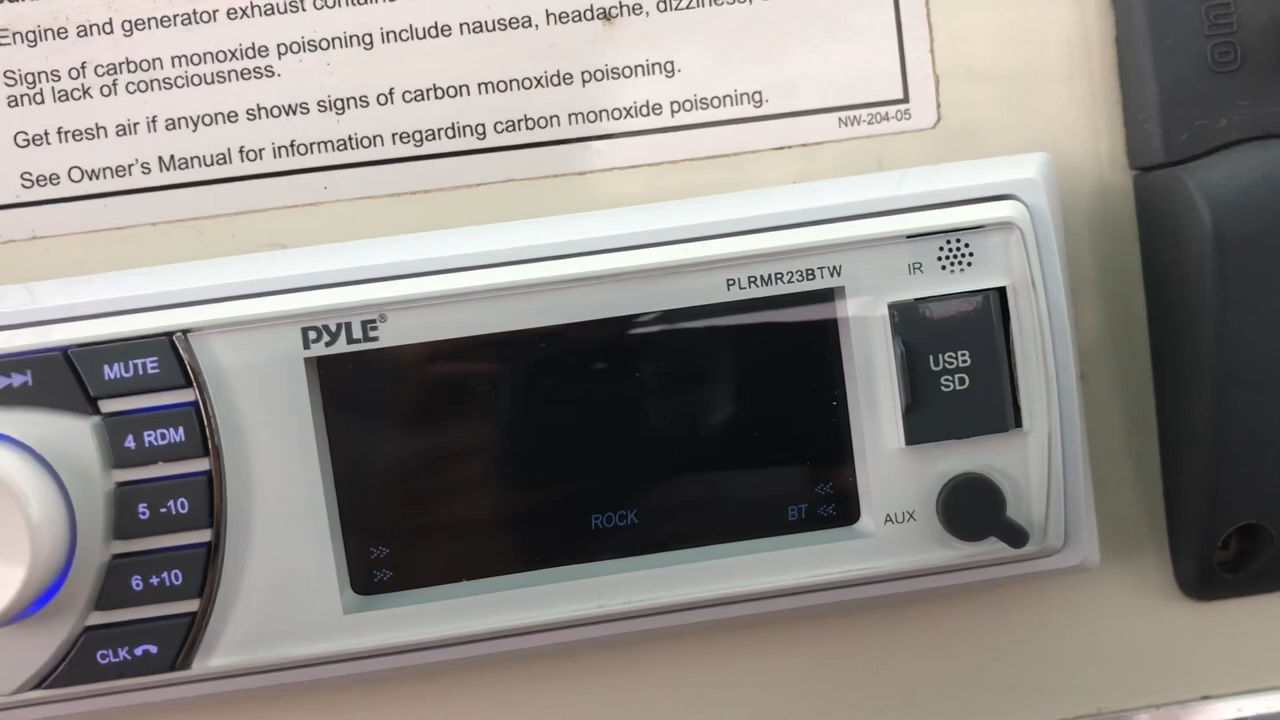 Engine and generator exhaust
Signs of carbon monoxide poisoning include nausea, headache, dizziness,
and lack of consciousness.
Get fresh air if anyone shows signs of carbon monoxide poisoning.
See Owner's Manual for information regarding carbon monoxide poisoning.
NW-204-05
on
IR
PLRMR23BTW
PYLE®
USB
SD
MUTE
4 RDM
5 -10
6 +10
CLK
ROCK
BT
AUX